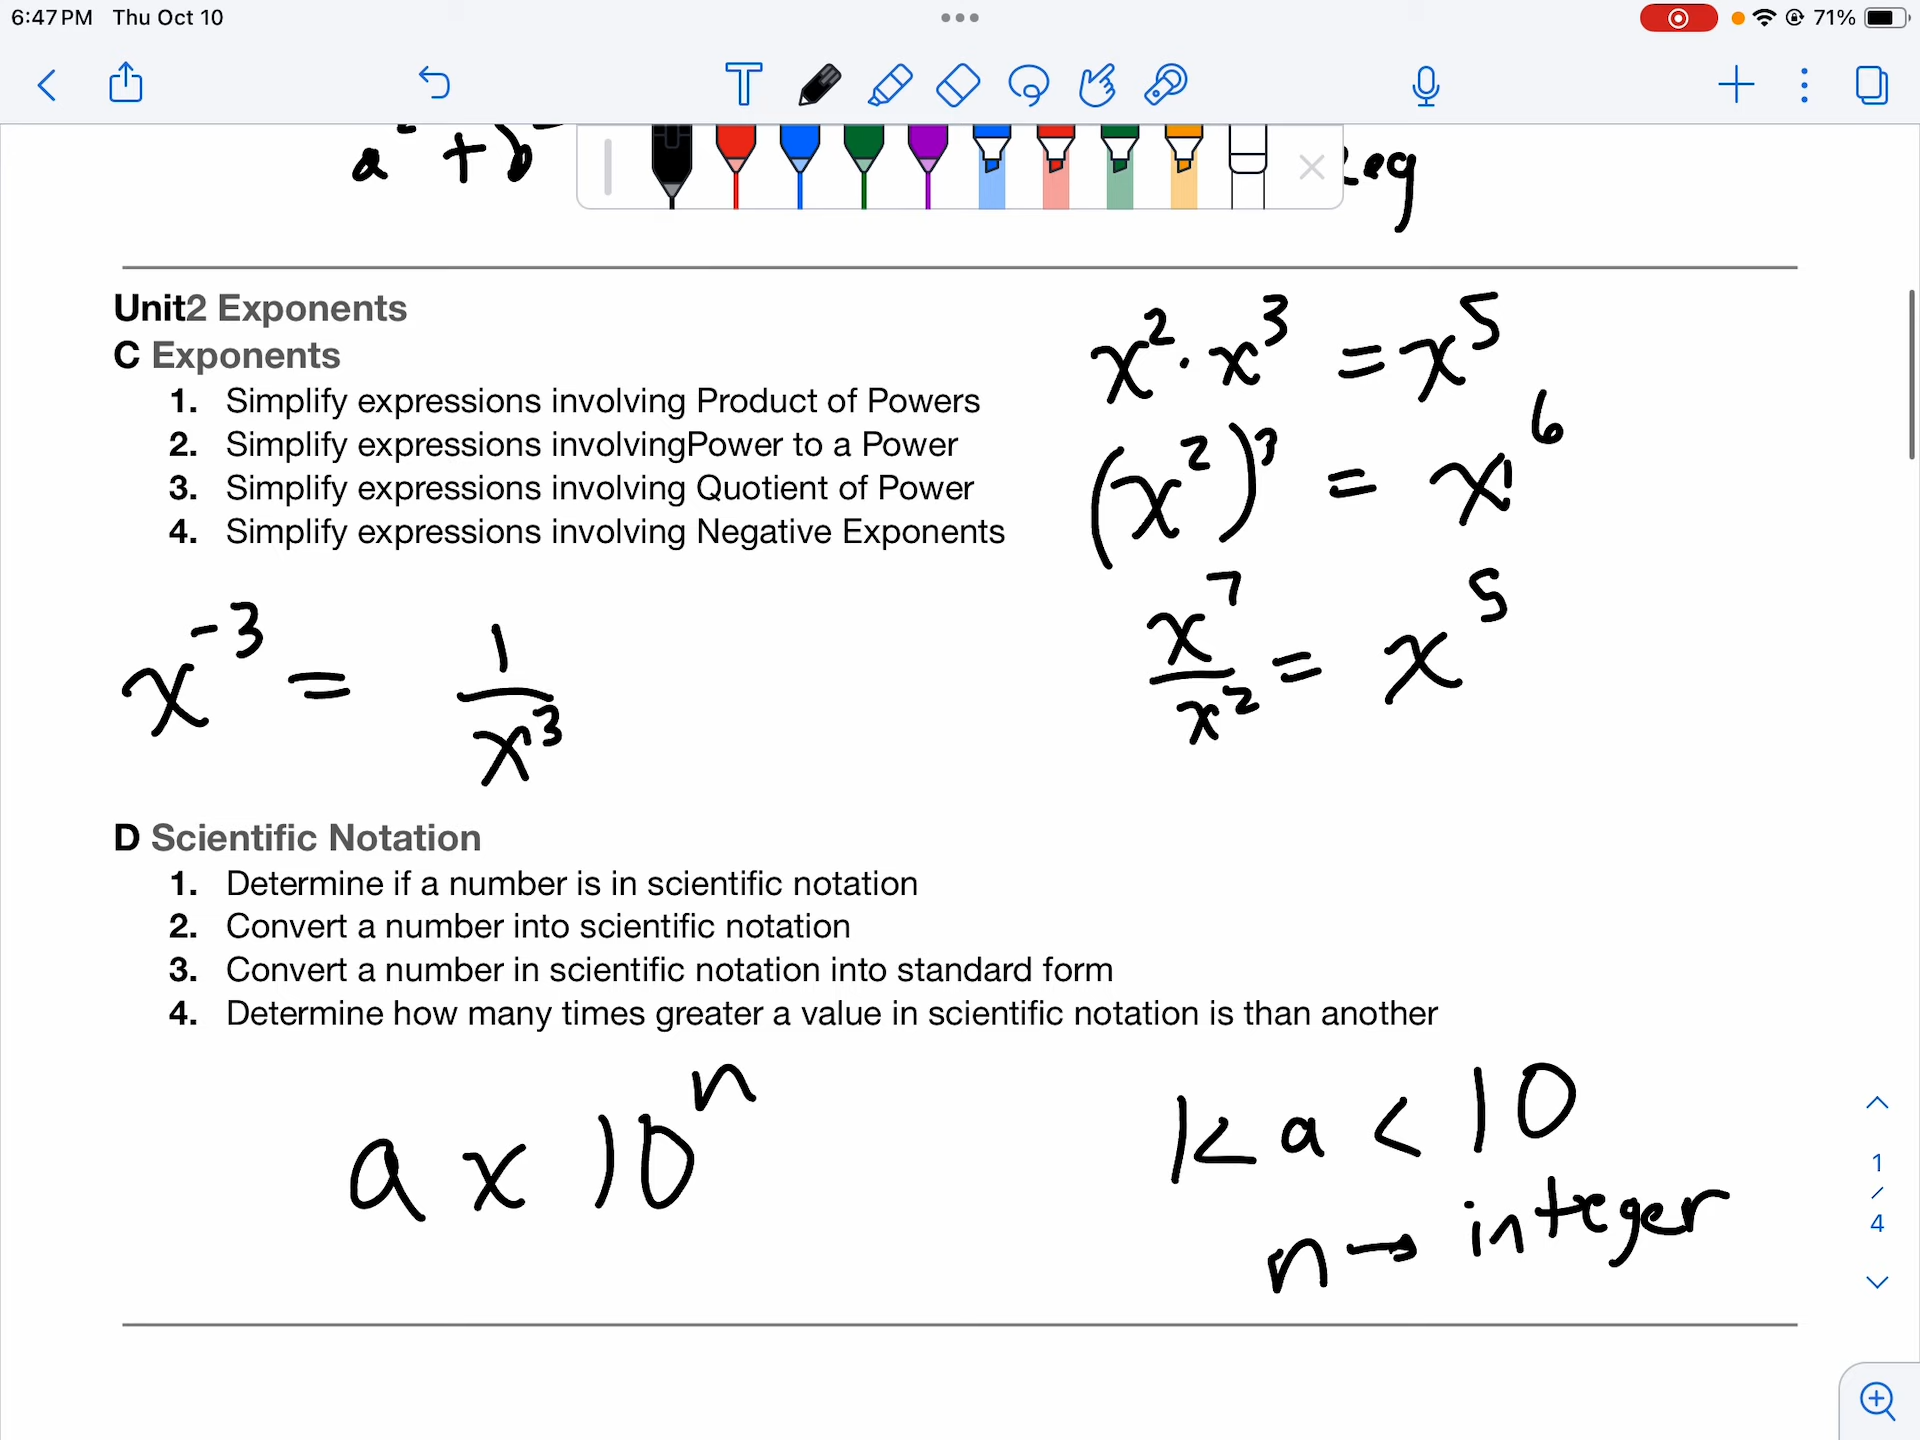 6:47 PM Thu Oct 10
71%
a² + b
Leg
Unit2 Exponents
C Exponents
1. Simplify expressions involving Product of Powers
2. Simplify expressions involvingPower to a Power
3. Simplify expressions involving Quotient of Power
4. Simplify expressions involving Negative Exponents
x² · x³ = x⁵
(x²)³ = x⁶
x⁷/x² = x⁵
x⁻³ = 1/x³
D Scientific Notation
1. Determine if a number is in scientific notation
2. Convert a number into scientific notation
3. Convert a number in scientific notation into standard form
4. Determine how many times greater a value in scientific notation is than another
a x 10ⁿ
1 ≤ a < 10
n → integer
1
/
4